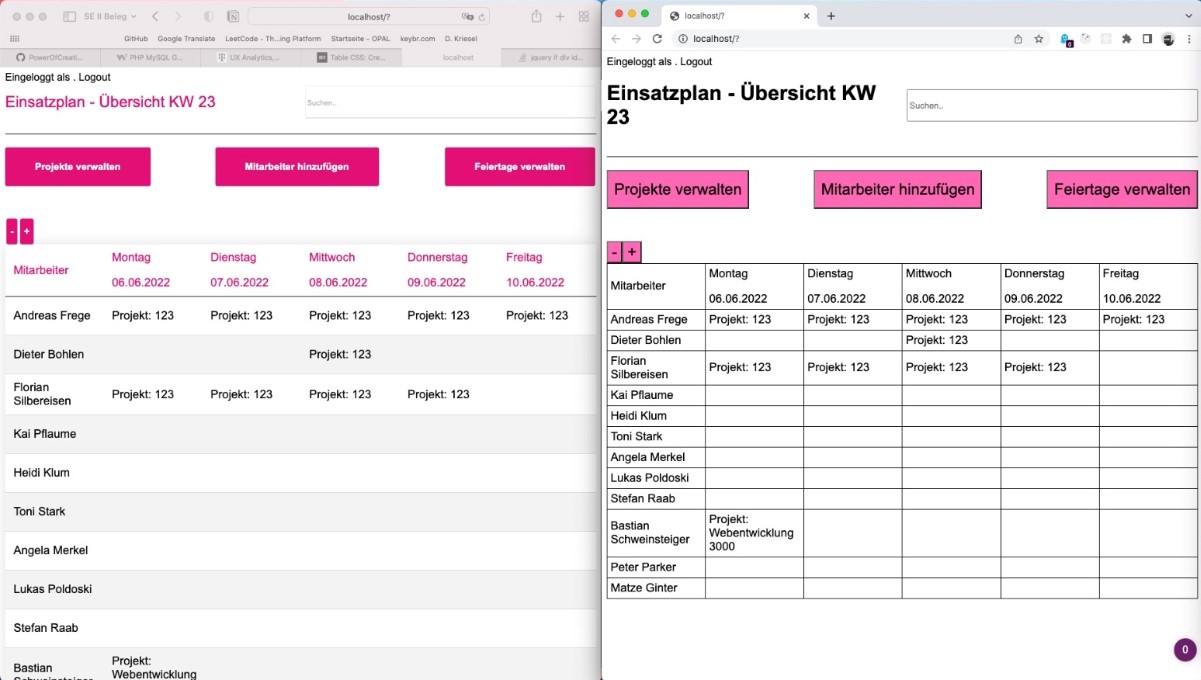 SE II Beleg
localhost/?
GitHub Google Translate LeetCode - Th...ing Platform Startseite - OPAL keybr.com D. Kriesel
PowerOfCreati... PHP MySQL G... UX Analytics,... Table CSS: Cre... localhost jquery if div id...
Eingeloggt als . Logout
Einsatzplan - Übersicht KW 23
Suchen..
Projekte verwalten Mitarbeiter hinzufügen Feiertage verwalten
- +
Mitarbeiter Montag Dienstag Mittwoch Donnerstag Freitag
06.06.2022 07.06.2022 08.06.2022 09.06.2022 10.06.2022
Andreas Frege Projekt: 123 Projekt: 123 Projekt: 123 Projekt: 123 Projekt: 123
Dieter Bohlen Projekt: 123
Florian
Silbereisen Projekt: 123 Projekt: 123 Projekt: 123 Projekt: 123
Kai Pflaume
Heidi Klum
Toni Stark
Angela Merkel
Lukas Poldoski
Stefan Raab
Bastian Projekt:
Webentwicklung
localhost/?
localhost/?
Eingeloggt als . Logout
Einsatzplan - Übersicht KW
23
Suchen..
Projekte verwalten Mitarbeiter hinzufügen Feiertage verwalten
- +
Mitarbeiter Montag Dienstag Mittwoch Donnerstag Freitag
06.06.2022 07.06.2022 08.06.2022 09.06.2022 10.06.2022
Andreas Frege Projekt: 123 Projekt: 123 Projekt: 123 Projekt: 123 Projekt: 123
Dieter Bohlen Projekt: 123
Florian
Silbereisen Projekt: 123 Projekt: 123 Projekt: 123 Projekt: 123
Kai Pflaume
Heidi Klum
Toni Stark
Angela Merkel
Lukas Poldoski
Stefan Raab
Bastian
Schweinsteiger Projekt:
Webentwicklung
3000
Peter Parker
Matze Ginter
0